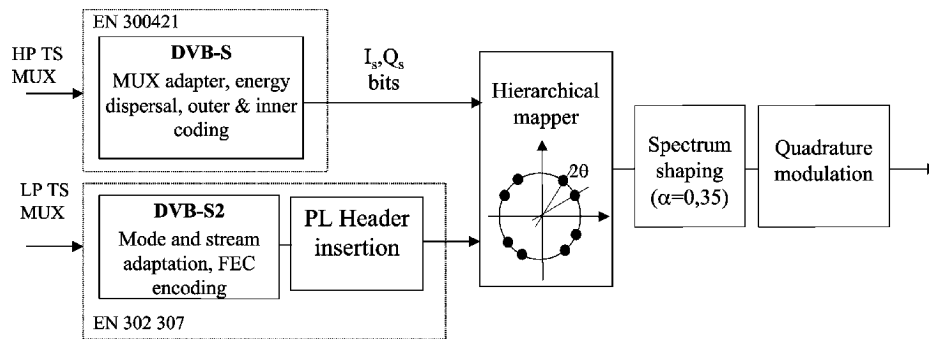 EN 300421
HP TS
MUX
DVB-S
MUX adapter, energy
dispersal, outer & inner
coding
Is,Qs
bits
Hierarchical
mapper
2θ
Spectrum
shaping
(α=0,35)
Quadrature
modulation
LP TS
MUX
DVB-S2
Mode and stream
adaptation, FEC
encoding
PL Header
insertion
EN 302 307